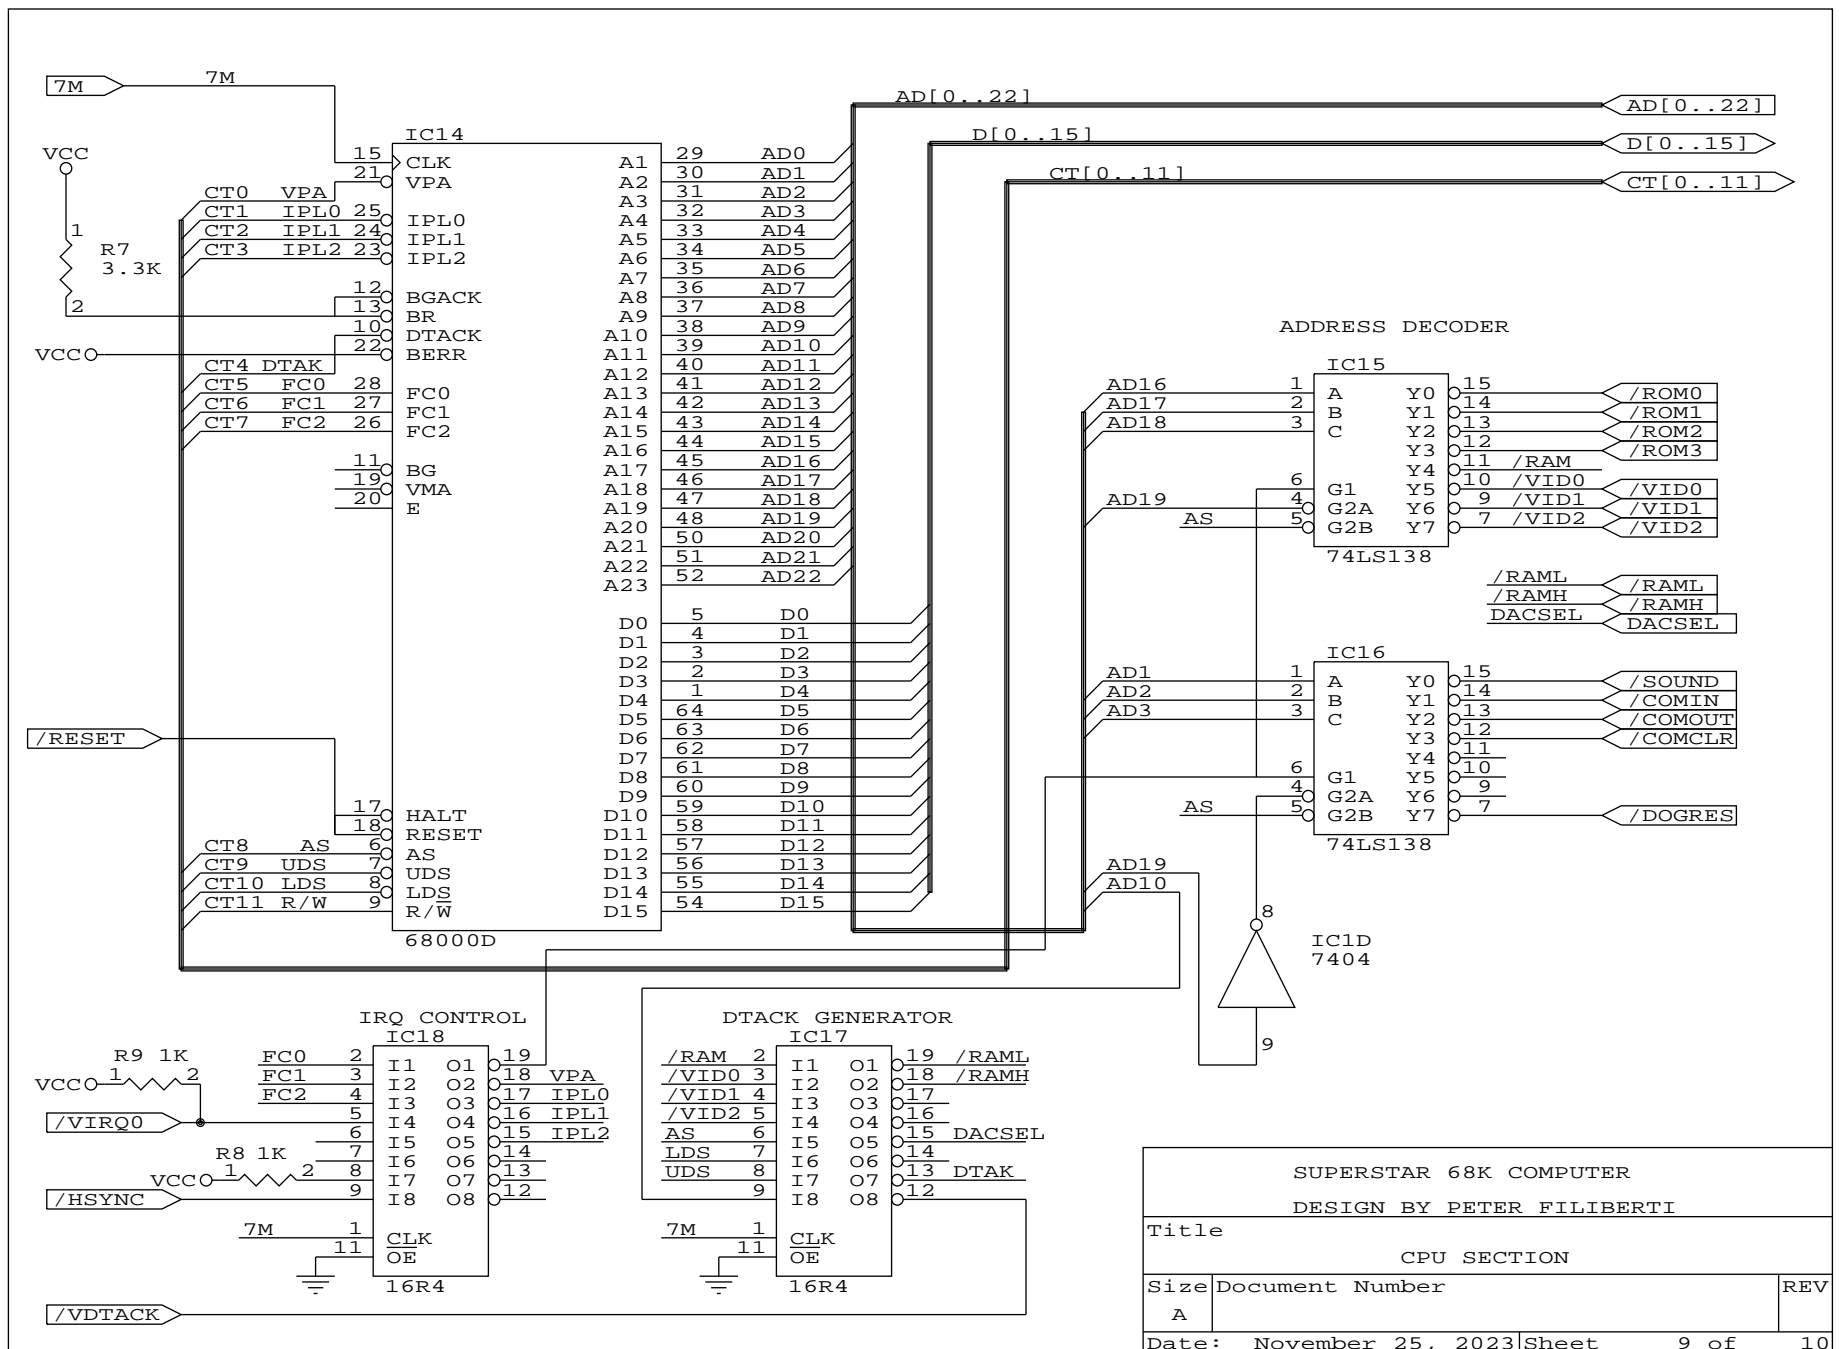 7M 7M
AD[0..22] AD[0..22]
D[0..15] D[0..15]
CT[0..11] CT[0..11]
VCC
1
R7
3.3K
2
VCC
IC14
15 CLK
21 VPA
25 IPL0
24 IPL1
23 IPL2
12 BGACK
13 BR
10 DTACK
22 BERR
28 FC0
27 FC1
26 FC2
11 BG
19 VMA
20 E
17 HALT
18 RESET
6 AS
7 UDS
8 LDS
9 R/W
68000D
CT0 VPA
CT1 IPL0
CT2 IPL1
CT3 IPL2
CT4 DTAK
CT5 FC0
CT6 FC1
CT7 FC2
/RESET
CT8 AS
CT9 UDS
CT10 LDS
CT11 R/W
A1 29 AD0
A2 30 AD1
A3 31 AD2
A4 32 AD3
A5 33 AD4
A6 34 AD5
A7 35 AD6
A8 36 AD7
A9 37 AD8
A10 38 AD9
A11 39 AD10
A12 40 AD11
A13 41 AD12
A14 42 AD13
A15 43 AD14
A16 44 AD15
A17 45 AD16
A18 46 AD17
A19 47 AD18
A20 48 AD19
A21 50 AD20
A22 51 AD21
A23 52 AD22
D0 5 D0
D1 4 D1
D2 3 D2
D3 2 D3
D4 1 D4
D5 64 D5
D6 63 D6
D7 62 D7
D8 61 D8
D9 60 D9
D10 59 D10
D11 58 D11
D12 57 D12
D13 56 D13
D14 55 D14
D15 54 D15
ADDRESS DECODER
IC15
AD16 1 A Y0 15 /ROM0
AD17 2 B Y1 14 /ROM1
AD18 3 C Y2 13 /ROM2
Y3 12 /ROM3
Y4 11 /RAM
6 G1 Y5 10 /VID0 /VID0
AD19 4 G2A Y6 9 /VID1 /VID1
AS 5 G2B Y7 7 /VID2 /VID2
74LS138
/RAML /RAML
/RAMH /RAMH
DACSEL DACSEL
IC16
AD1 1 A Y0 15 /SOUND
AD2 2 B Y1 14 /COMIN
AD3 3 C Y2 13 /COMOUT
Y3 12 /COMCLR
Y4 11
6 G1 Y5 10
4 G2A Y6 9
AS 5 G2B Y7 7 /DOGRES
74LS138
AD19
AD10
8
IC1D
7404
9
IRQ CONTROL
IC18
R9 1K
VCC 1 2
/VIRQ0
R8 1K
VCC 1 2
/HSYNC
FC0 2 I1 O1 19
FC1 3 I2 O2 18 VPA
FC2 4 I3 O3 17 IPL0
5 I4 O4 16 IPL1
6 I5 O5 15 IPL2
7 I6 O6 14
8 I7 O7 13
9 I8 O8 12
7M 1 CLK
11 OE
16R4
/VDTACK
DTACK GENERATOR
IC17
/RAM 2 I1 O1 19 /RAML
/VID0 3 I2 O2 18 /RAMH
/VID1 4 I3 O3 17
/VID2 5 I4 O4 16
AS 6 I5 O5 15 DACSEL
LDS 7 I6 O6 14
UDS 8 I7 O7 13 DTAK
9 I8 O8 12
7M 1 CLK
11 OE
16R4
SUPERSTAR 68K COMPUTER
DESIGN BY PETER FILIBERTI
Title
CPU SECTION
Size Document Number REV
A
Date: November 25, 2023 Sheet 9 of 10